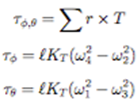 τ_{ϕ,θ} = ∑ r × T
τ_ϕ = ℓK_T(ω_4^2 − ω_2^2)
τ_θ = ℓK_T(ω_1^2 − ω_3^2)